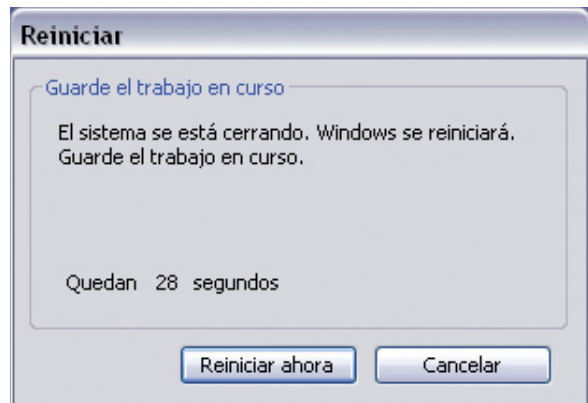 Reiniciar
Guarde el trabajo en curso
El sistema se está cerrando. Windows se reiniciará.
Guarde el trabajo en curso.
Quedan 28 segundos
Reiniciar ahora
Cancelar